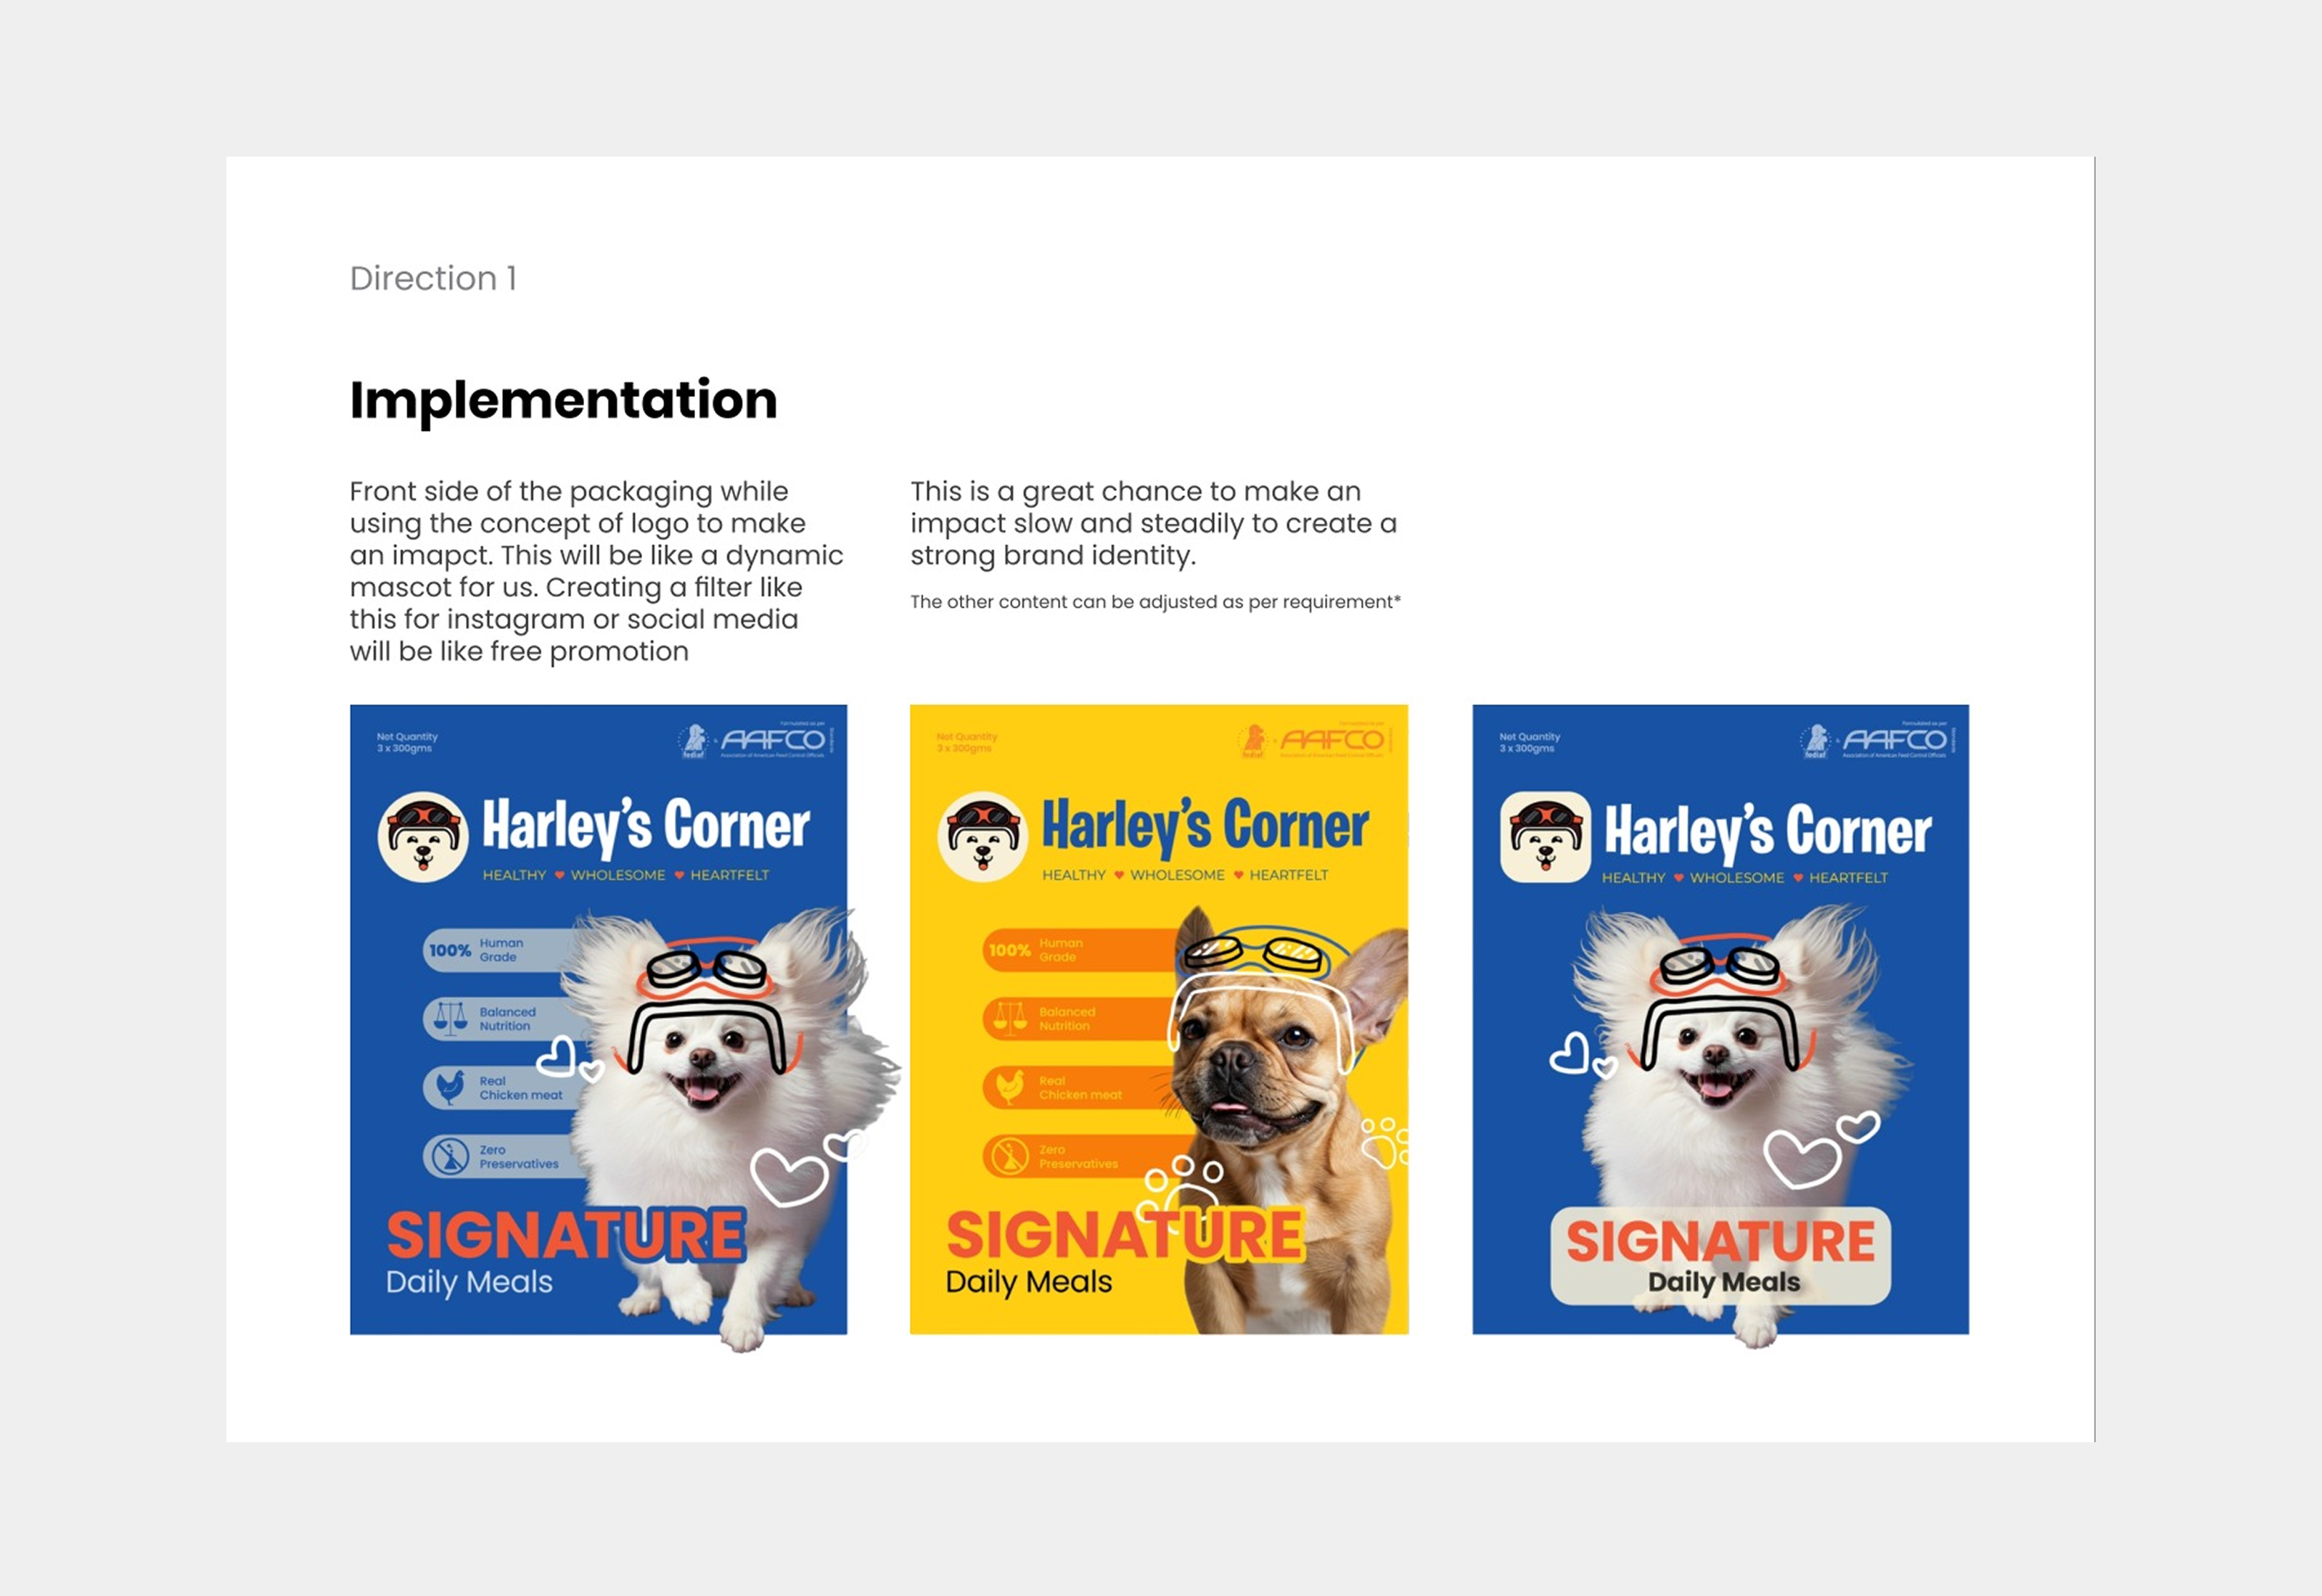 Direction 1
Implementation
Front side of the packaging while
using the concept of logo to make
an imapct. This will be like a dynamic
mascot for us. Creating a filter like
this for instagram or social media
will be like free promotion
This is a great chance to make an
impact slow and steadily to create a
strong brand identity.
The other content can be adjusted as per requirement*
Net Quantity
3 x 300gms
Formulated as per
fediaf
&
AAFCO
Association of American Feed Control Officials
Harley's Corner
HEALTHY ♥ WHOLESOME ♥ HEARTFELT
100% Human
Grade
Balanced
Nutrition
Real
Chicken meat
Zero
Preservatives
SIGNATURE
Daily Meals
Net Quantity
3 x 300gms
Formulated as per
fediaf
AAFCO
Association of American Feed Control Officials
Harley's Corner
HEALTHY ♥ WHOLESOME ♥ HEARTFELT
100% Human
Grade
Balanced
Nutrition
Real
Chicken meat
Zero
Preservatives
SIGNATURE
Daily Meals
Net Quantity
3 x 300gms
Formulated as per
fediaf
&
AAFCO
Association of American Feed Control Officials
Harley's Corner
HEALTHY ♥ WHOLESOME ♥ HEARTFELT
SIGNATURE
Daily Meals